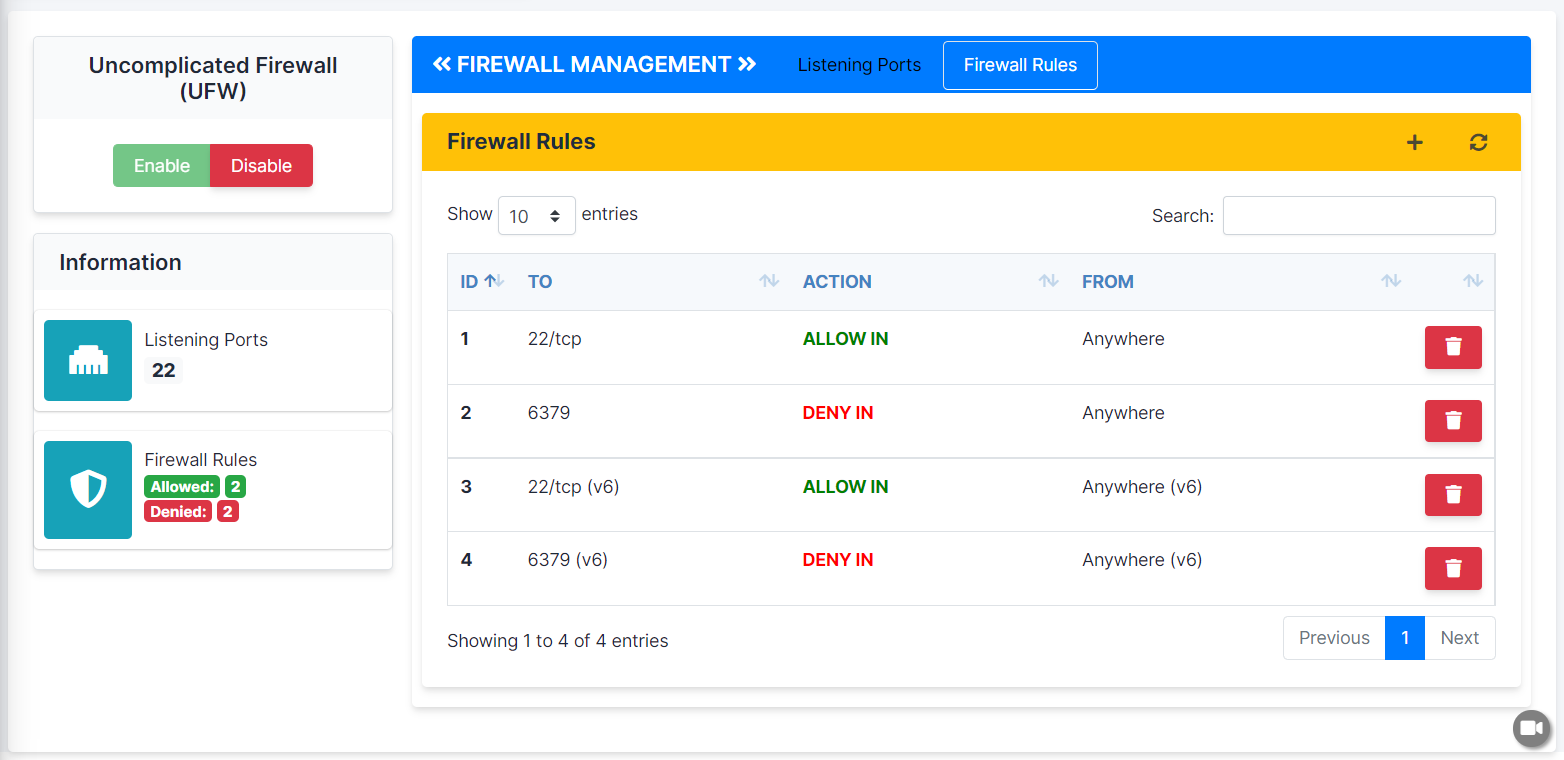 Uncomplicated Firewall
(UFW)
Enable Disable
Information
Listening Ports
22
Firewall Rules
Allowed: 2
Denied: 2
FIREWALL MANAGEMENT Listening Ports Firewall Rules
Firewall Rules
Show 10 entries Search:
ID TO ACTION FROM
1 22/tcp ALLOW IN Anywhere
2 6379 DENY IN Anywhere
3 22/tcp (v6) ALLOW IN Anywhere (v6)
4 6379 (v6) DENY IN Anywhere (v6)
Showing 1 to 4 of 4 entries Previous 1 Next